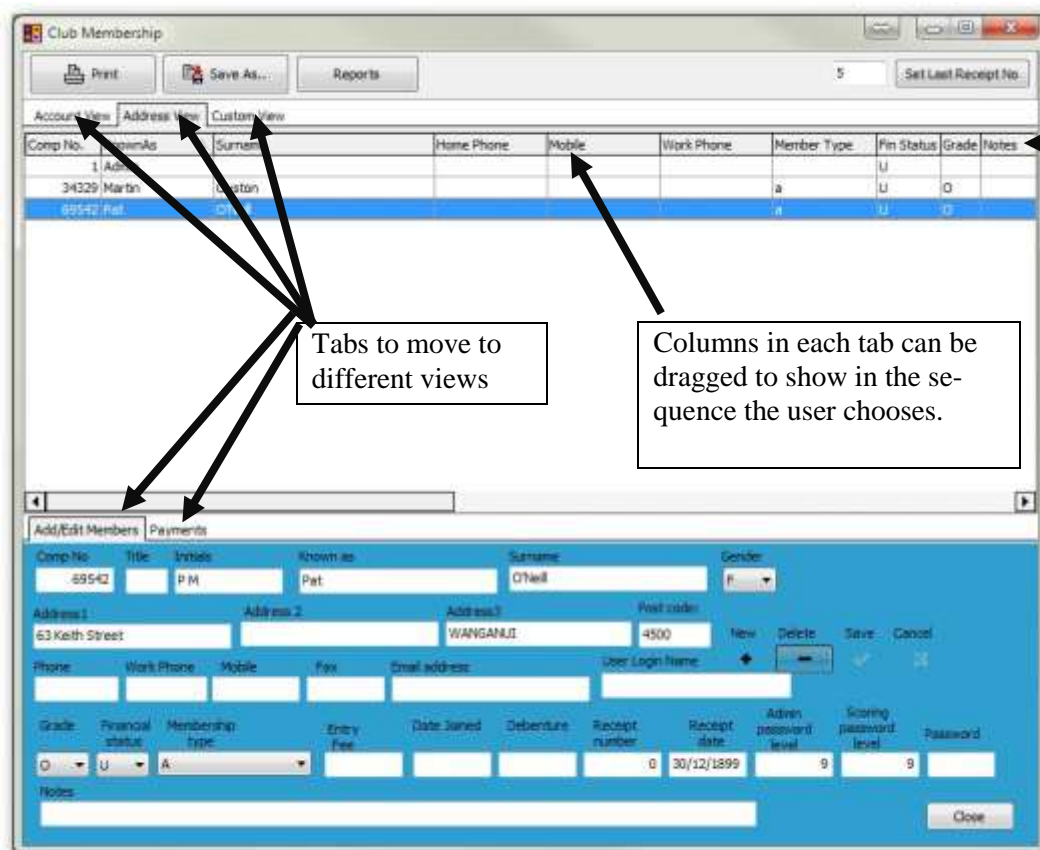 Club Membership
Print Save As... Reports 5 Set Last Receipt No
Account View Address View Custom View
Comp No. KnownAs Surname Home Phone Mobile Work Phone Member Type Fin Status Grade Notes
1 U
34329 Martin a U O
69542 Pat O'Neill a U O
Tabs to move to
different views
Columns in each tab can be
dragged to show in the se-
quence the user chooses.
Add/Edit Members Payments
Comp No Title Initials Known as Surname Gender
69542 P M Pat O'Neill F
Address1 Address 2 Address3 Post code:
63 Keith Street WANGANUI 4500 New Delete Save Cancel
Phone Work Phone Mobile Fax Email address User Login Name
Grade Financial status Membership type Entry Fee Date Joined Debenture Receipt number Receipt date Admin password level Scoring password level Password
O U A 0 30/12/1899 9 9
Notes
Close